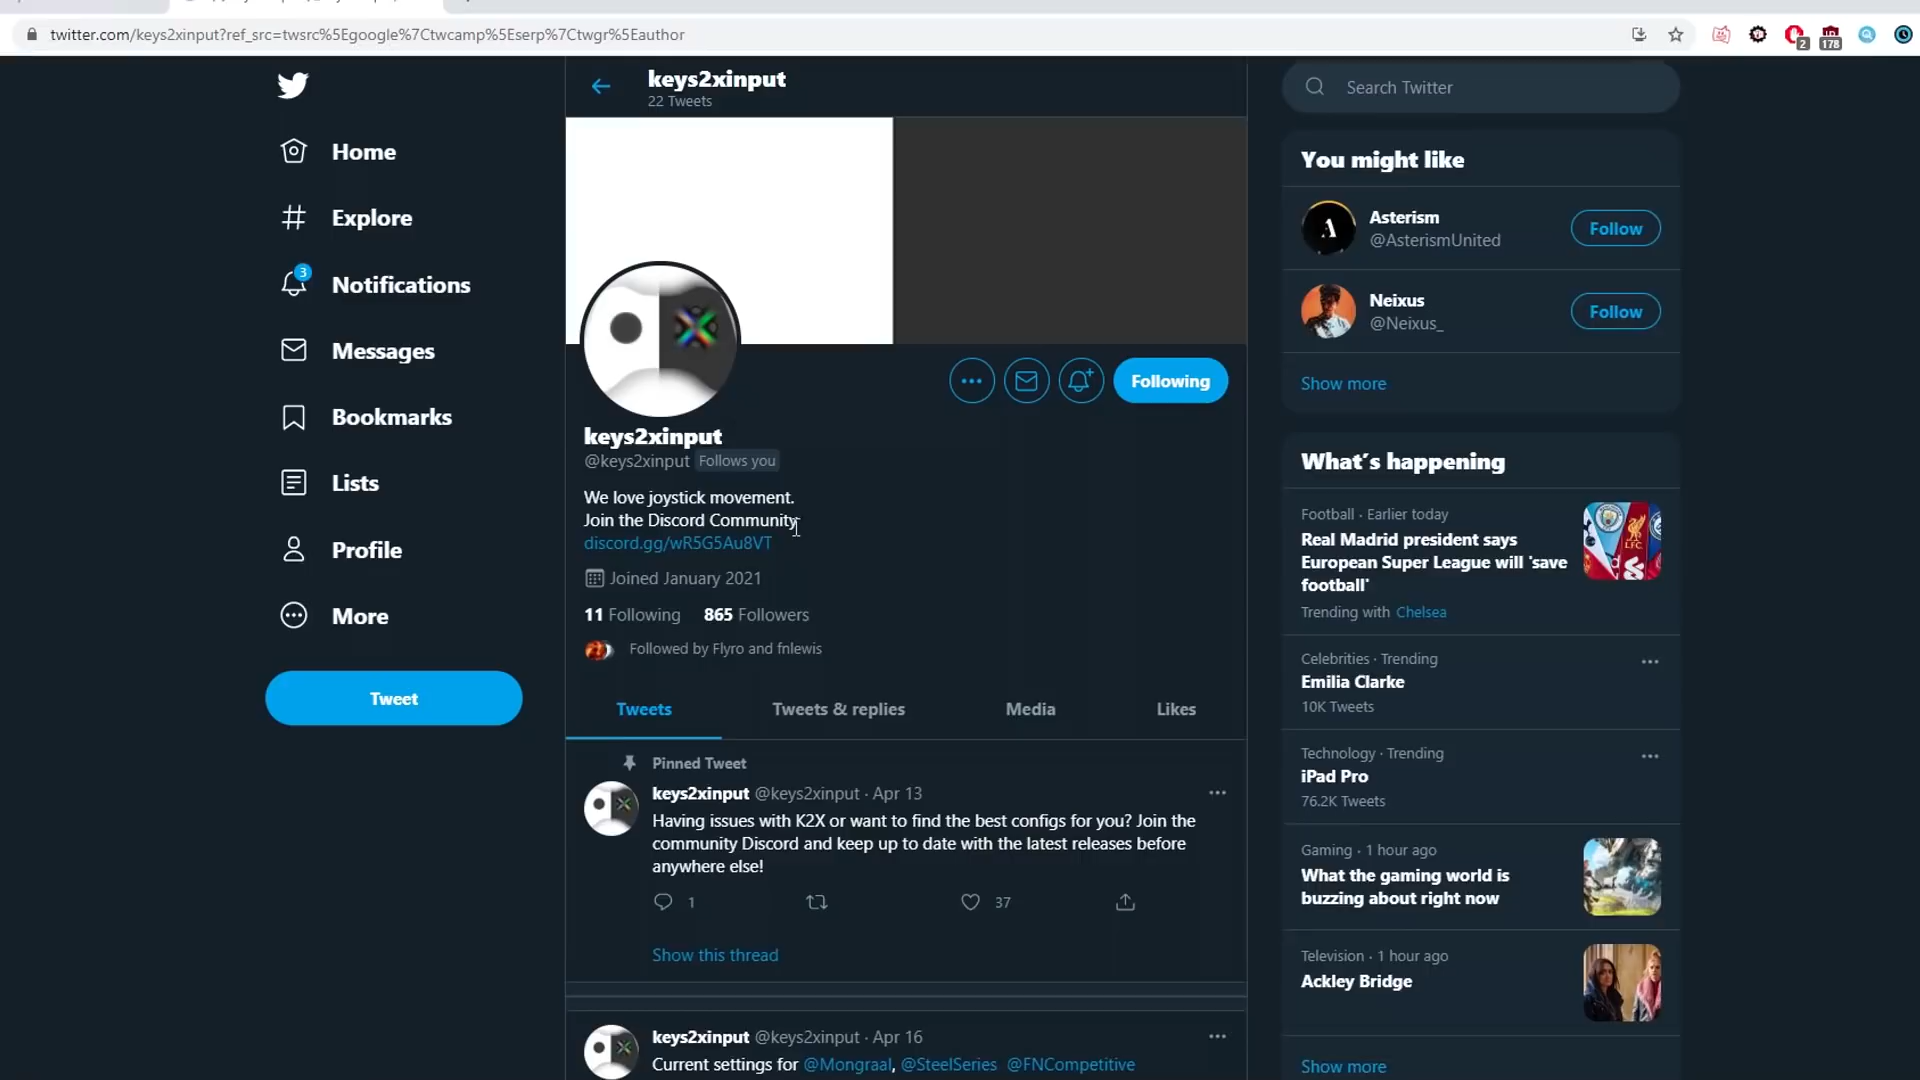 twitter.com/keys2xinput?ref_src=twsrc%5Egoogle%7Ctwcamp%5Eserp%7Ctwgr%5Eauthor
2
178
Home
Explore
3
Notifications
Messages
Bookmarks
Lists
Profile
More
Tweet
keys2xinput
22 Tweets
Following
keys2xinput
@keys2xinput Follows you
We love joystick movement.
Join the Discord Community
discord.gg/wR5G5Au8VT
Joined January 2021
11 Following 865 Followers
Followed by Flyro and fnlewis
Tweets Tweets & replies Media Likes
Pinned Tweet
keys2xinput @keys2xinput · Apr 13
Having issues with K2X or want to find the best configs for you? Join the
community Discord and keep up to date with the latest releases before
anywhere else!
1 37
Show this thread
keys2xinput @keys2xinput · Apr 16
Current settings for @Mongraal, @SteelSeries @FNCompetitive
Search Twitter
You might like
A
Asterism
@AsterismUnited
Follow
Neixus
@Neixus_
Follow
Show more
What's happening
Football · Earlier today
Real Madrid president says
European Super League will 'save
football'
Trending with Chelsea
Celebrities · Trending
Emilia Clarke
10K Tweets
Technology · Trending
iPad Pro
76.2K Tweets
Gaming · 1 hour ago
What the gaming world is
buzzing about right now
Television · 1 hour ago
Ackley Bridge
Show more